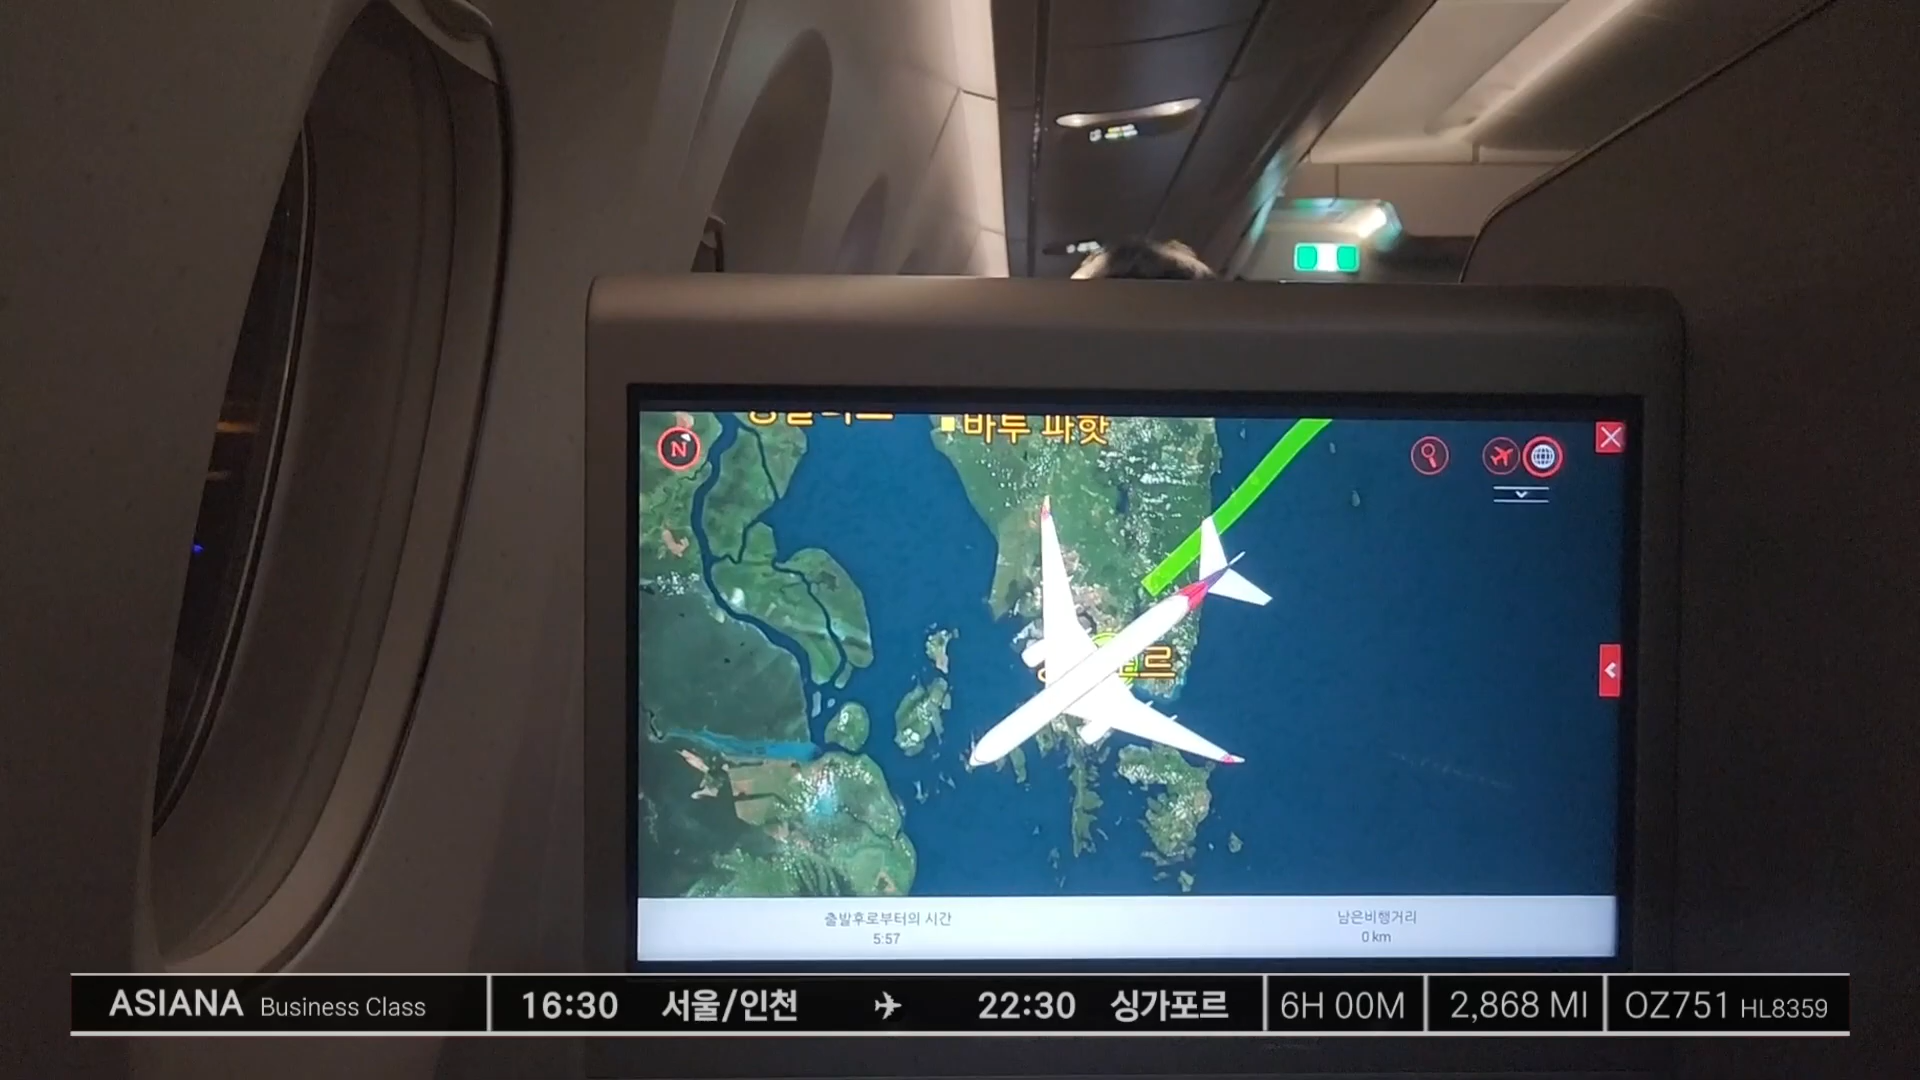 바투 파핫
N
출발후로부터의 시간
5:57
남은비행거리
0 km
ASIANA Business Class
16:30 서울/인천 ✈ 22:30 싱가포르
6H 00M
2,868 MI
OZ751 HL8359